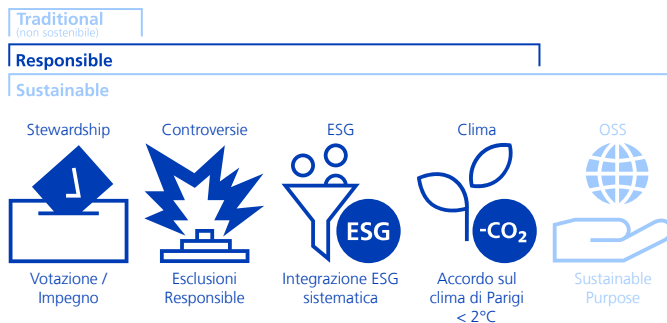 Traditional
(non sostenibile)
Responsible
Sustainable
Stewardship
Controversie
ESG
Clima
OSS
ESG
-CO₂
Votazione /
Impegno
Esclusioni
Responsible
Integrazione ESG
sistematica
Accordo sul
clima di Parigi
< 2°C
Sustainable
Purpose